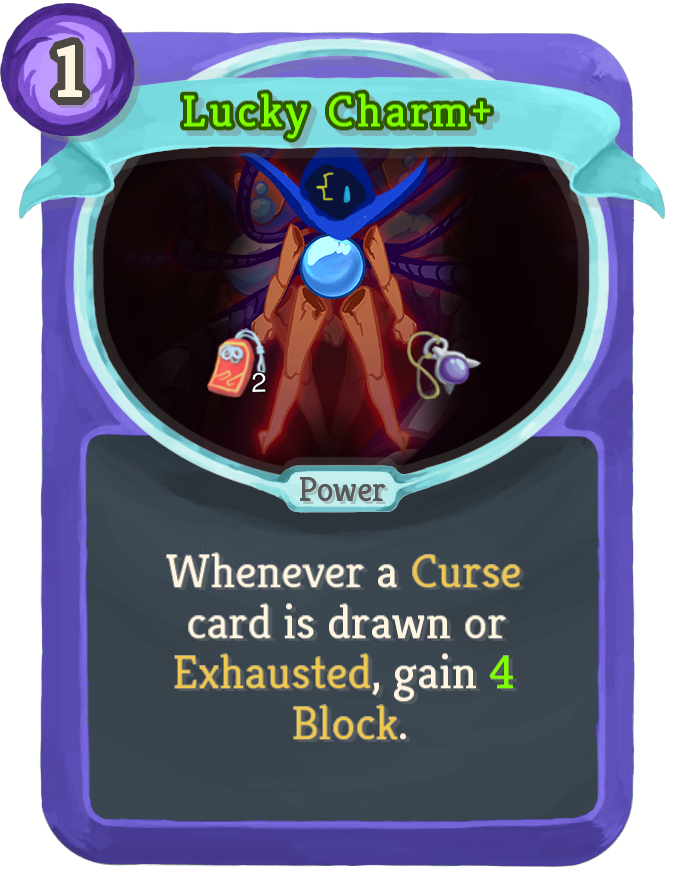 1
Lucky Charm+
2
Power
Whenever a Curse
card is drawn or
Exhausted, gain 4
Block.